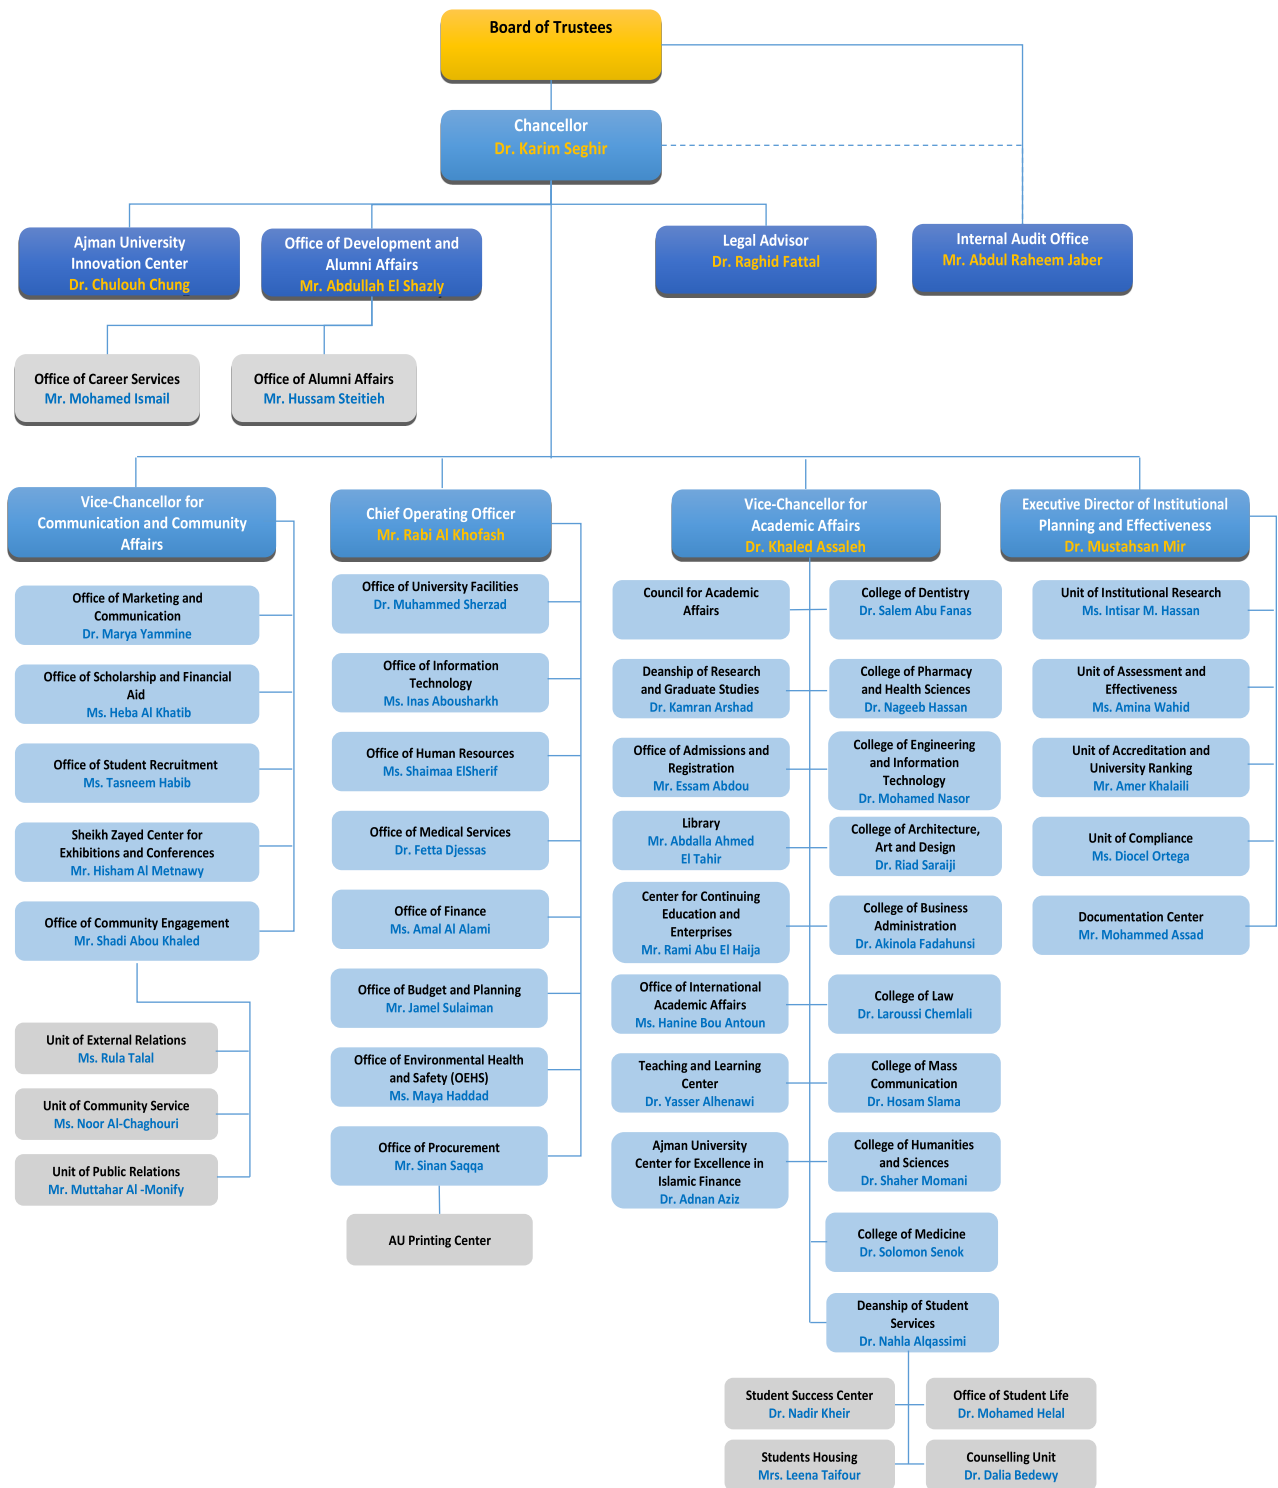 Board of Trustees
Chancellor
Dr. Karim Seghir
Ajman University
Innovation Center
Dr. Chulouh Chung
Office of Development and
Alumni Affairs
Mr. Abdullah El Shazly
Legal Advisor
Dr. Raghid Fattal
Internal Audit Office
Mr. Abdul Raheem Jaber
Office of Career Services
Mr. Mohamed Ismail
Office of Alumni Affairs
Mr. Hussam Steitieh
Vice-Chancellor for
Communication and Community
Affairs
Office of Marketing and
Communication
Dr. Marya Yammine
Office of Scholarship and Financial
Aid
Ms. Heba Al Khatib
Office of Student Recruitment
Ms. Tasneem Habib
Sheikh Zayed Center for
Exhibitions and Conferences
Mr. Hisham Al Metnawy
Office of Community Engagement
Mr. Shadi Abou Khaled
Unit of External Relations
Ms. Rula Talal
Unit of Community Service
Ms. Noor Al-Chaghouri
Unit of Public Relations
Mr. Muttahar Al -Monify
Chief Operating Officer
Mr. Rabi Al Khofash
Office of University Facilities
Dr. Muhammed Sherzad
Office of Information
Technology
Ms. Inas Abousharkh
Office of Human Resources
Ms. Shaimaa ElSherif
Office of Medical Services
Dr. Fetta Djessas
Office of Finance
Ms. Amal Al Alami
Office of Budget and Planning
Mr. Jamel Sulaiman
Office of Environmental Health
and Safety (OEHS)
Ms. Maya Haddad
Office of Procurement
Mr. Sinan Saqqa
AU Printing Center
Vice-Chancellor for
Academic Affairs
Dr. Khaled Assaleh
Council for Academic
Affairs
Deanship of Research
and Graduate Studies
Dr. Kamran Arshad
Office of Admissions and
Registration
Mr. Essam Abdou
Library
Mr. Abdalla Ahmed
El Tahir
Center for Continuing
Education and
Enterprises
Mr. Rami Abu El Haija
Office of International
Academic Affairs
Ms. Hanine Bou Antoun
Teaching and Learning
Center
Dr. Yasser Alhenawi
Ajman University
Center for Excellence in
Islamic Finance
Dr. Adnan Aziz
College of Dentistry
Dr. Salem Abu Fanas
College of Pharmacy
and Health Sciences
Dr. Nageeb Hassan
College of Engineering
and Information
Technology
Dr. Mohamed Nasor
College of Architecture,
Art and Design
Dr. Riad Saraiji
College of Business
Administration
Dr. Akinola Fadahunsi
College of Law
Dr. Laroussi Chemlali
College of Mass
Communication
Dr. Hosam Slama
College of Humanities
and Sciences
Dr. Shaher Momani
College of Medicine
Dr. Solomon Senok
Deanship of Student
Services
Dr. Nahla Alqassimi
Student Success Center
Dr. Nadir Kheir
Office of Student Life
Dr. Mohamed Helal
Students Housing
Mrs. Leena Taifour
Counselling Unit
Dr. Dalia Bedewy
Executive Director of Institutional
Planning and Effectiveness
Dr. Mustahsan Mir
Unit of Institutional Research
Ms. Intisar M. Hassan
Unit of Assessment and
Effectiveness
Ms. Amina Wahid
Unit of Accreditation and
University Ranking
Mr. Amer Khalaili
Unit of Compliance
Ms. Diocel Ortega
Documentation Center
Mr. Mohammed Assad